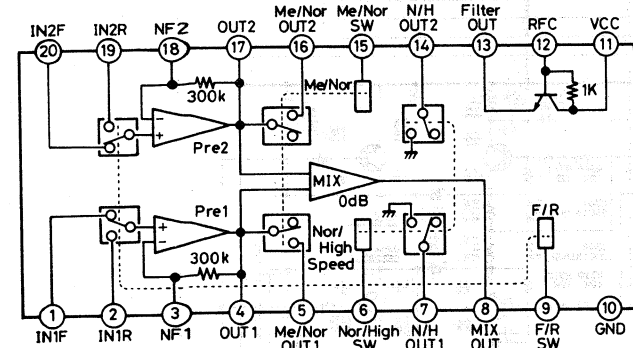 IN2F IN2R NF2 OUT2 Me/Nor OUT2 Me/Nor SW N/H OUT2 Filter OUT RFC VCC
20 19 18 17 16 15 14 13 12 11
300k
Me/Nor
1K
- +
Pre2
MIX
0dB
Pre1
+ -
Nor/
High
Speed
F/R
300k
1 2 3 4 5 6 7 8 9 10
IN1F IN1R NF1 OUT1 Me/Nor OUT1 Nor/High SW N/H OUT1 MIX OUT F/R SW GND